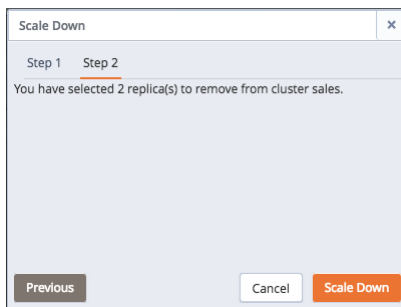 Scale Down
×
Step 1 Step 2
You have selected 2 replica(s) to remove from cluster sales.
Previous Cancel Scale Down